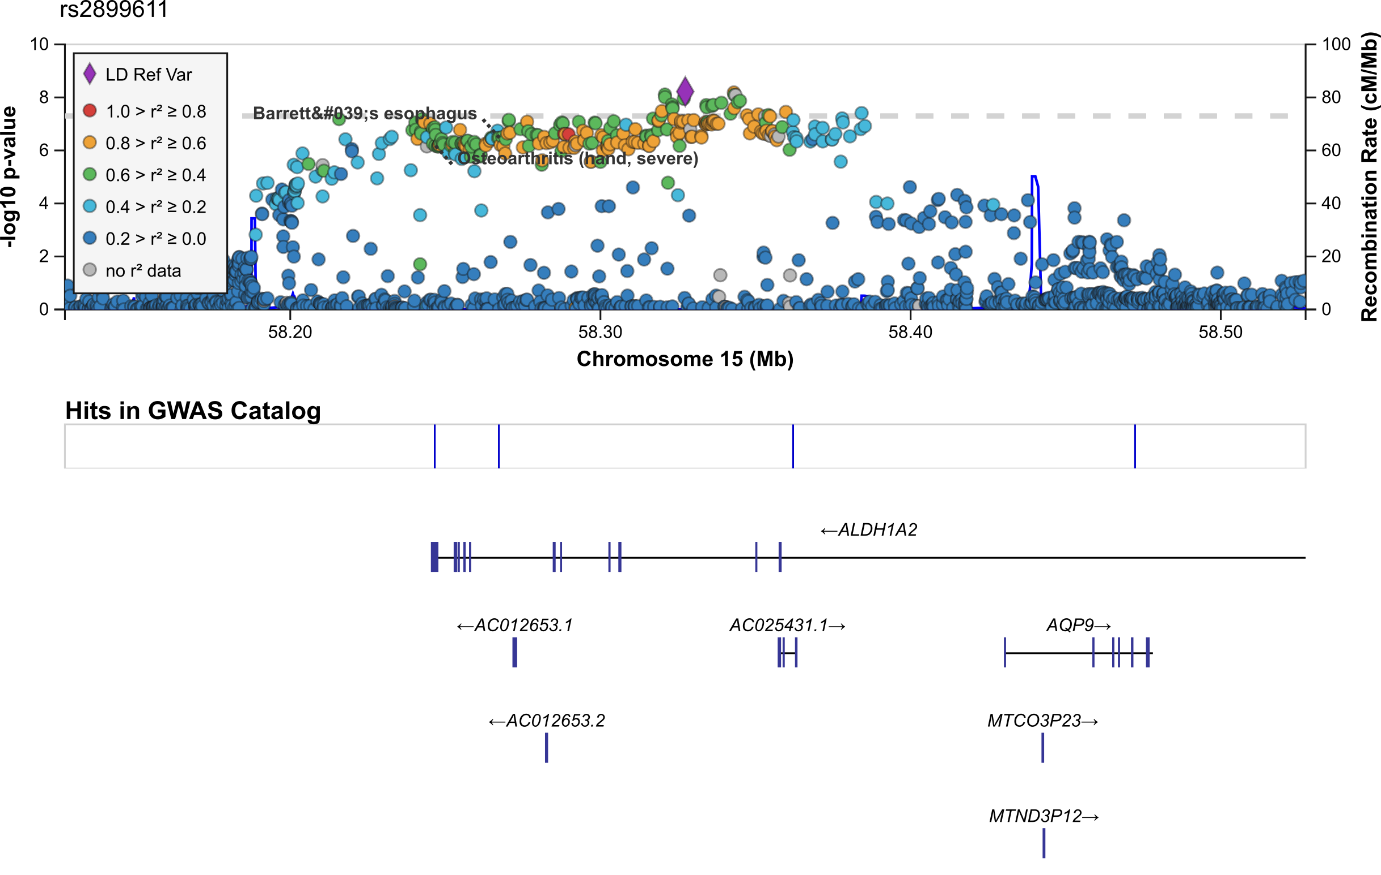 rs2899611
10
8
6
4
2
0
-log10 p-value
100
80
60
40
20
0
Recombination Rate (cM/Mb)
LD Ref Var
1.0 > r² ≥ 0.8
0.8 > r² ≥ 0.6
0.6 > r² ≥ 0.4
0.4 > r² ≥ 0.2
0.2 > r² ≥ 0.0
no r² data
Barrett&#039;s esophagus
Osteoarthritis (hand, severe)
58.20 58.30 58.40 58.50
Chromosome 15 (Mb)
Hits in GWAS Catalog
←ALDH1A2
←AC012653.1 AC025431.1→ AQP9→
←AC012653.2 MTCO3P23→
MTND3P12→